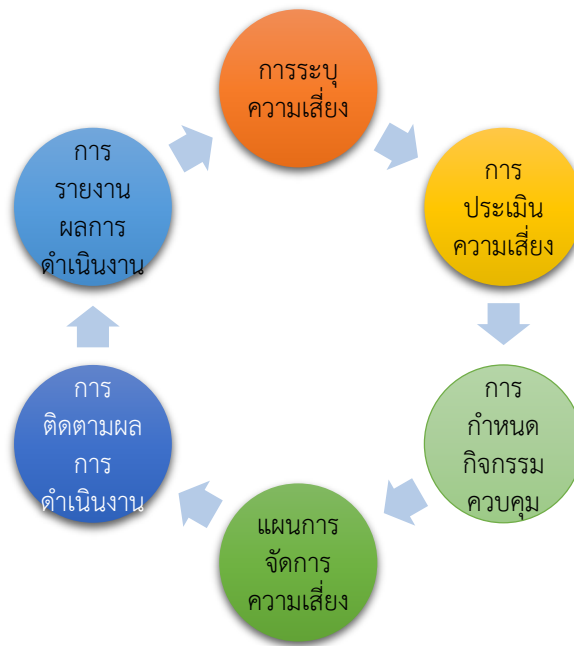 การระบุ
ความเสี่ยง
การ
ประเมิน
ความเสี่ยง
การ
กำหนด
กิจกรรม
ควบคุม
แผนการ
จัดการ
ความเสี่ยง
การ
ติดตามผล
การ
ดำเนินงาน
การ
รายงาน
ผลการ
ดำเนินงาน